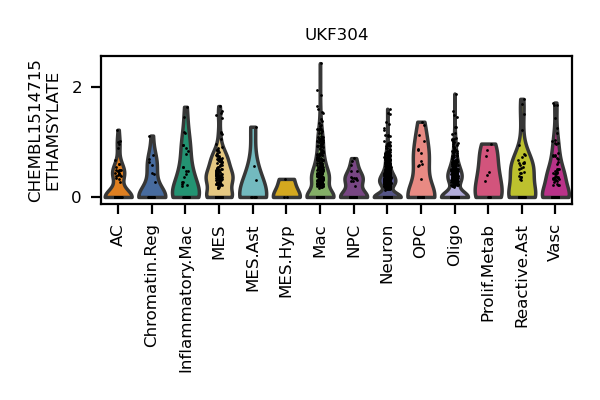 UKF304
CHEMBL1514715
ETHAMSYLATE
2
0
AC
Chromatin.Reg
Inflammatory.Mac
MES
MES.Ast
MES.Hyp
Mac
NPC
Neuron
OPC
Oligo
Prolif.Metab
Reactive.Ast
Vasc